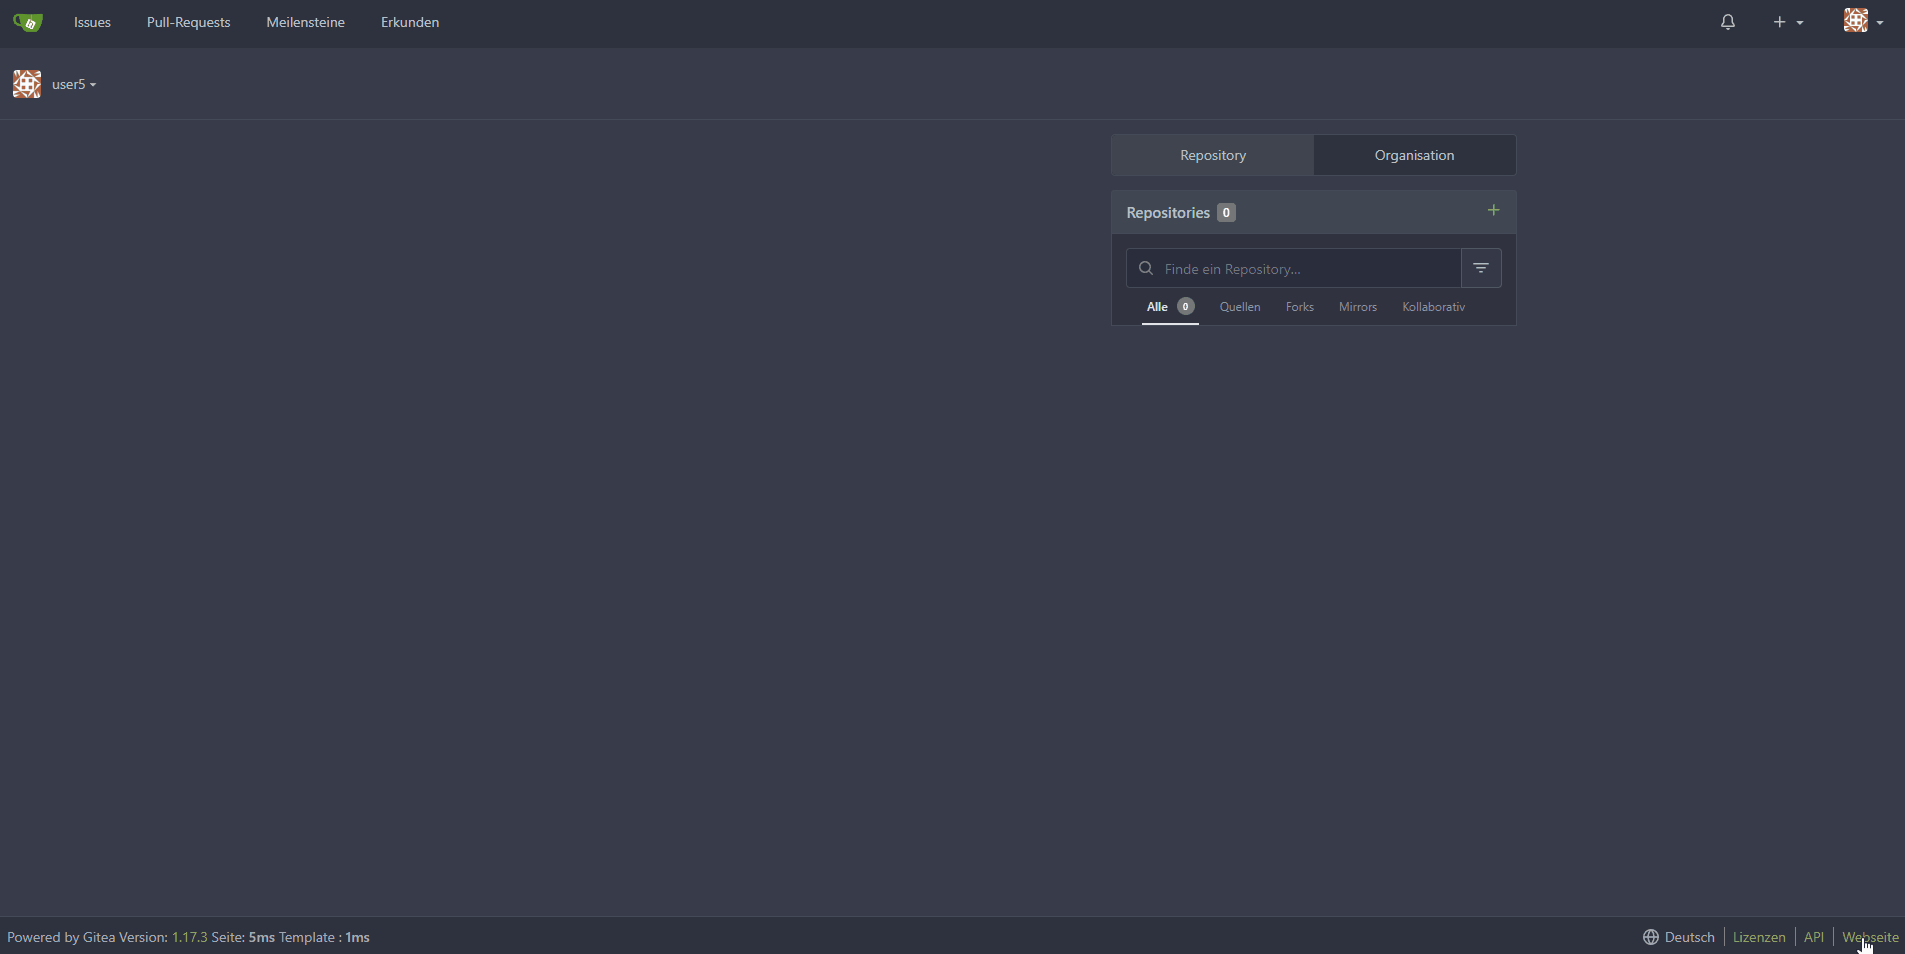 Issues Pull-Requests Meilensteine Erkunden
user5
Repository Organisation
Repositories 0
Finde ein Repository...
Alle 0 Quellen Forks Mirrors Kollaborativ
Powered by Gitea Version: 1.17.3 Seite: 5ms Template : 1ms Deutsch Lizenzen API Webseite